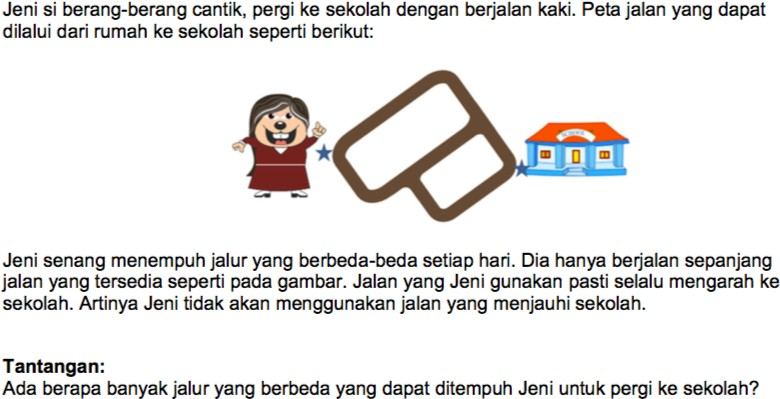 Jeni si berang-berang cantik, pergi ke sekolah dengan berjalan kaki. Peta jalan yang dapat
dilalui dari rumah ke sekolah seperti berikut:
SCHOOL
Jeni senang menempuh jalur yang berbeda-beda setiap hari. Dia hanya berjalan sepanjang
jalan yang tersedia seperti pada gambar. Jalan yang Jeni gunakan pasti selalu mengarah ke
sekolah. Artinya Jeni tidak akan menggunakan jalan yang menjauhi sekolah.
Tantangan:
Ada berapa banyak jalur yang berbeda yang dapat ditempuh Jeni untuk pergi ke sekolah?